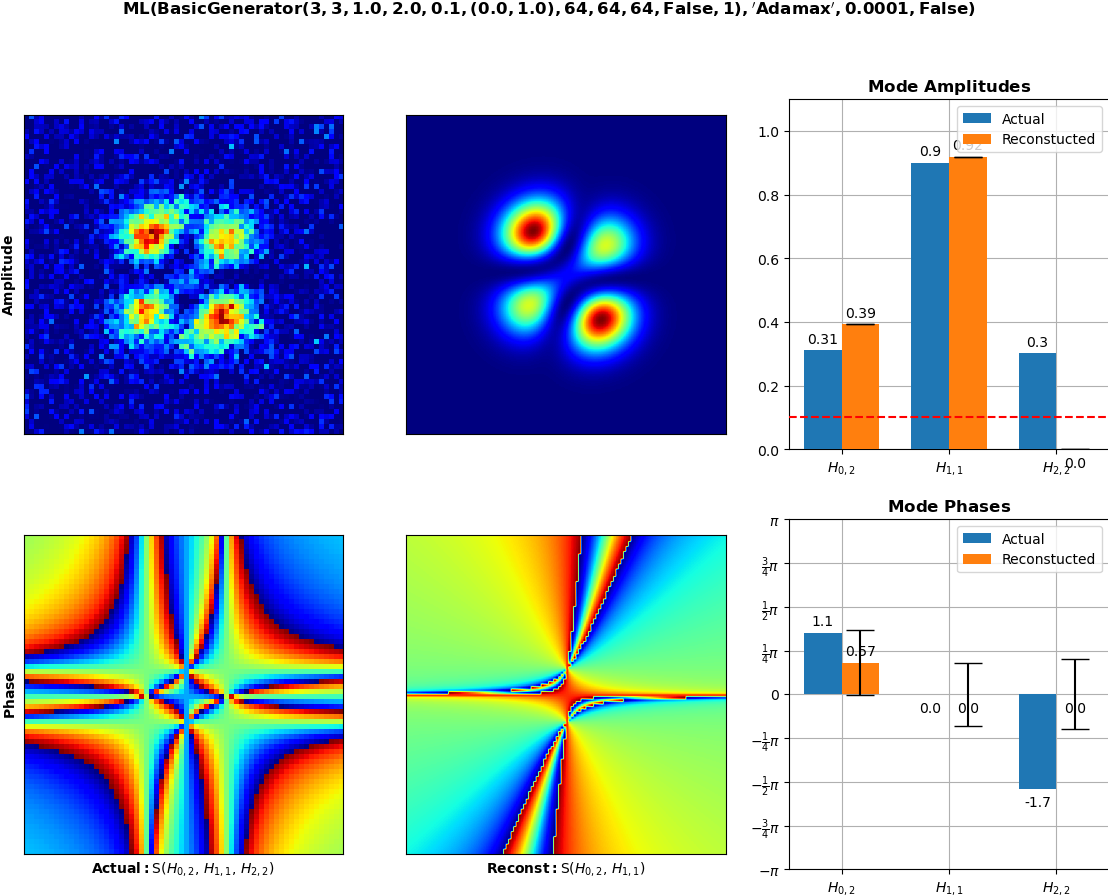 ML(BasicGenerator(3, 3, 1.0, 2.0, 0.1, (0.0, 1.0), 64, 64, 64, False, 1), ′Adamax′, 0.0001, False)
Mode Amplitudes
Actual
Reconstucted
1.0
0.8
0.6
0.4
0.2
0.0
0.31
0.39
0.9
0.92
0.3
0.0
H0,2
H1,1
H2,2
Amplitude
Mode Phases
Actual
Reconstucted
π
3/4π
1/2π
1/4π
0
−1/4π
−1/2π
−3/4π
−π
1.1
0.57
0.0
0.0
-1.7
0.0
H0,2
H1,1
H2,2
Phase
Actual: S(H0,2, H1,1, H2,2)
Reconst: S(H0,2, H1,1)